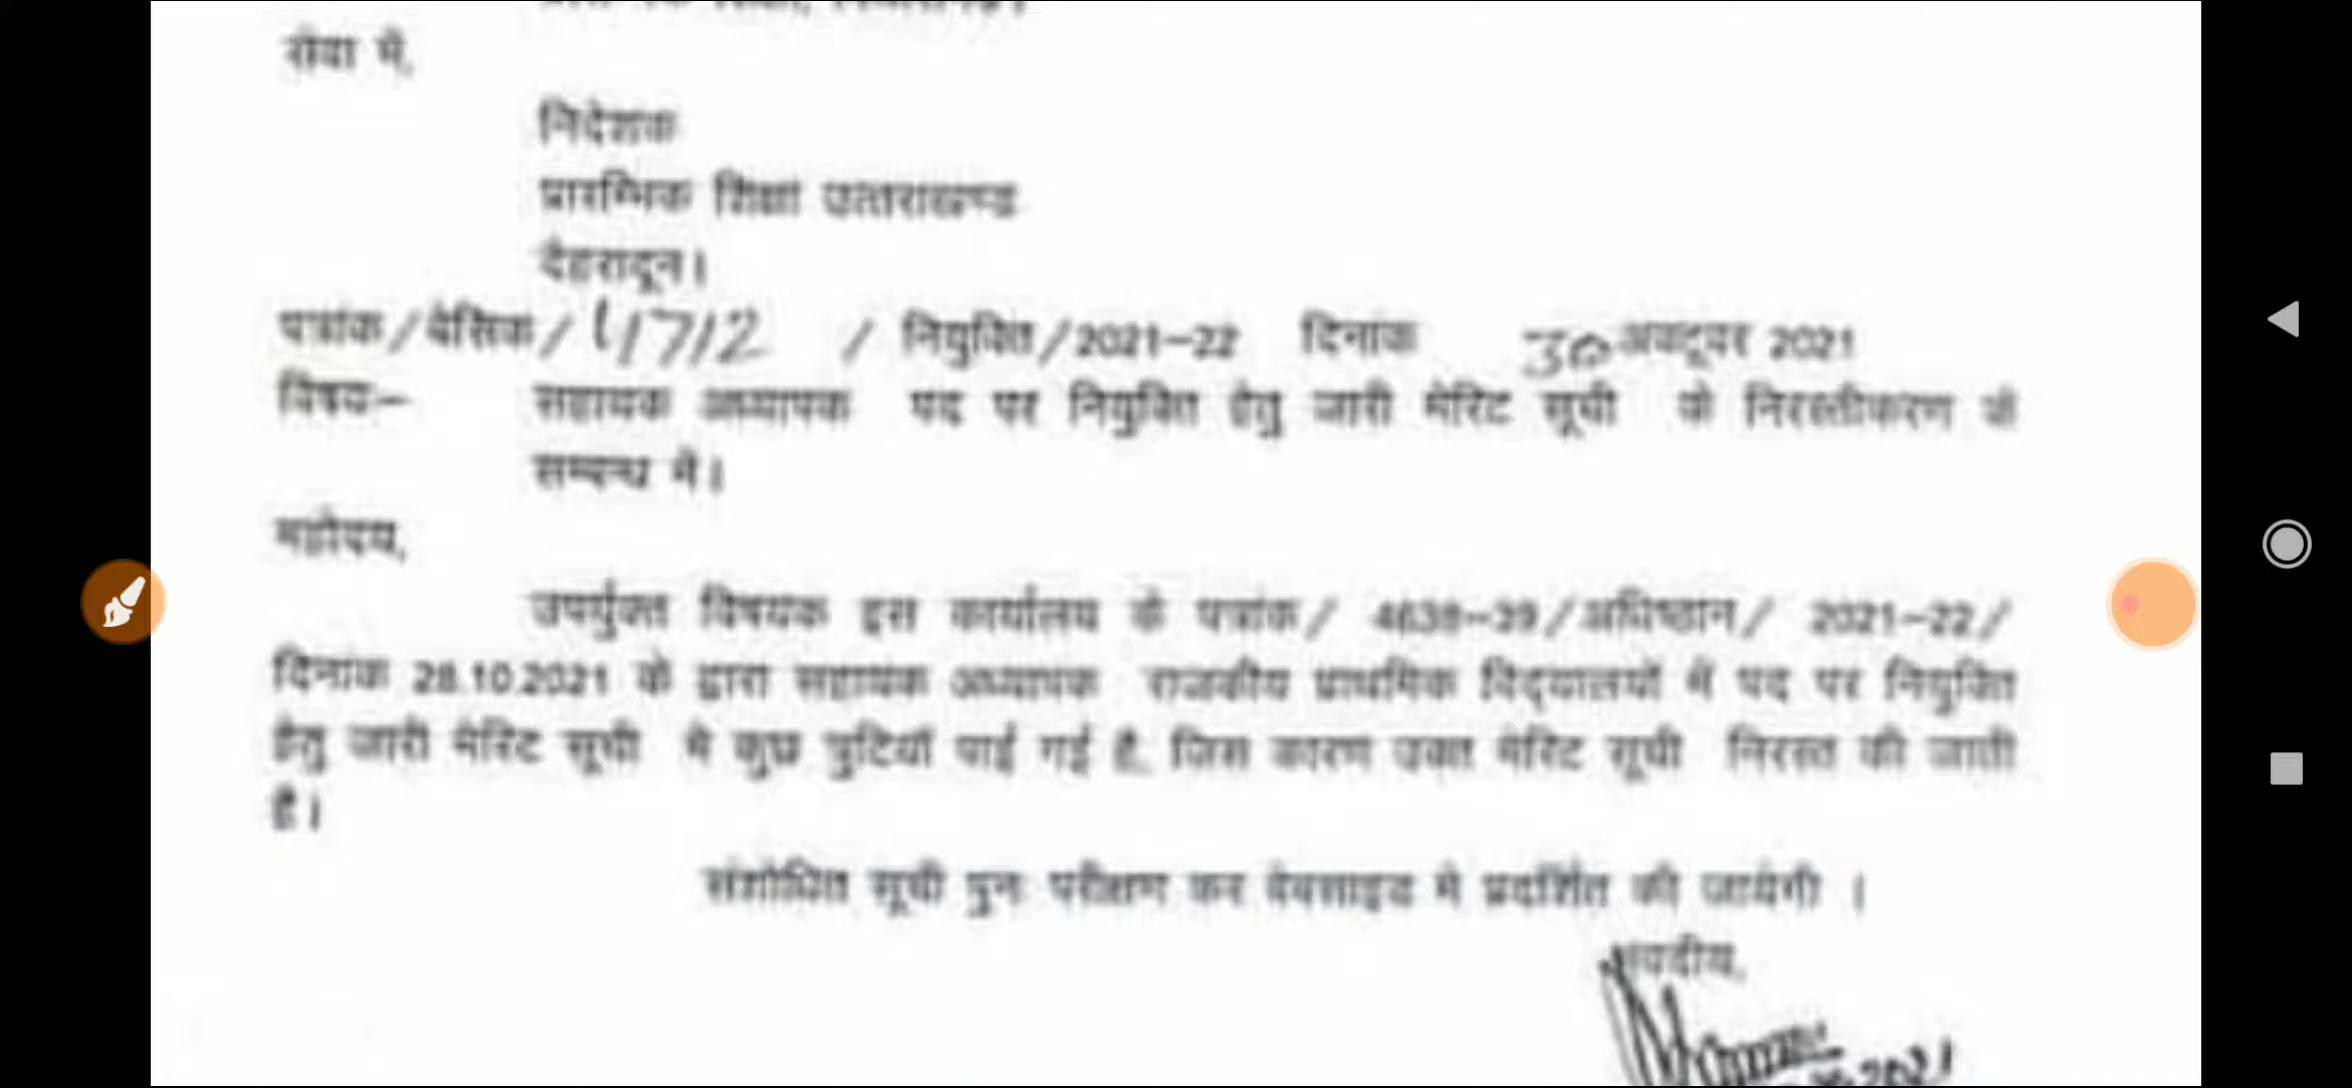 सेवा में,
निदेशक
प्रारम्भिक शिक्षा उत्तराखण्ड
देहरादून।
पत्रांक/बेसिक/ 4712 / नियुक्ति/2021-22 दिनांक 30 अक्टूबर 2021
विषयः- सहायक अध्यापक पद पर नियुक्ति हेतु जारी मेरिट सूची के निरस्तीकरण के
सम्बन्ध में।
महोदय,
उपर्युक्त विषयक इस कार्यालय के पत्रांक/ 4638-39/अधिष्ठान/ 2021-22/
दिनांक 28.10.2021 के द्वारा सहायक अध्यापक राजकीय प्राथमिक विद्यालयों में पद पर नियुक्ति
हेतु जारी मेरिट सूची मे कुछ त्रुटियाँ पाई गई है, जिस कारण उक्त मेरिट सूची निरस्त की जाती
है।
संशोधित सूची पुनः परीक्षण कर वेबसाइड मे प्रदर्शित की जायेगी ।
भवदीय,